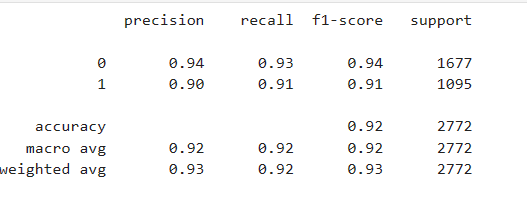 precision recall f1-score support
0 0.94 0.93 0.94 1677
1 0.90 0.91 0.91 1095
accuracy 0.92 2772
macro avg 0.92 0.92 0.92 2772
weighted avg 0.93 0.92 0.93 2772